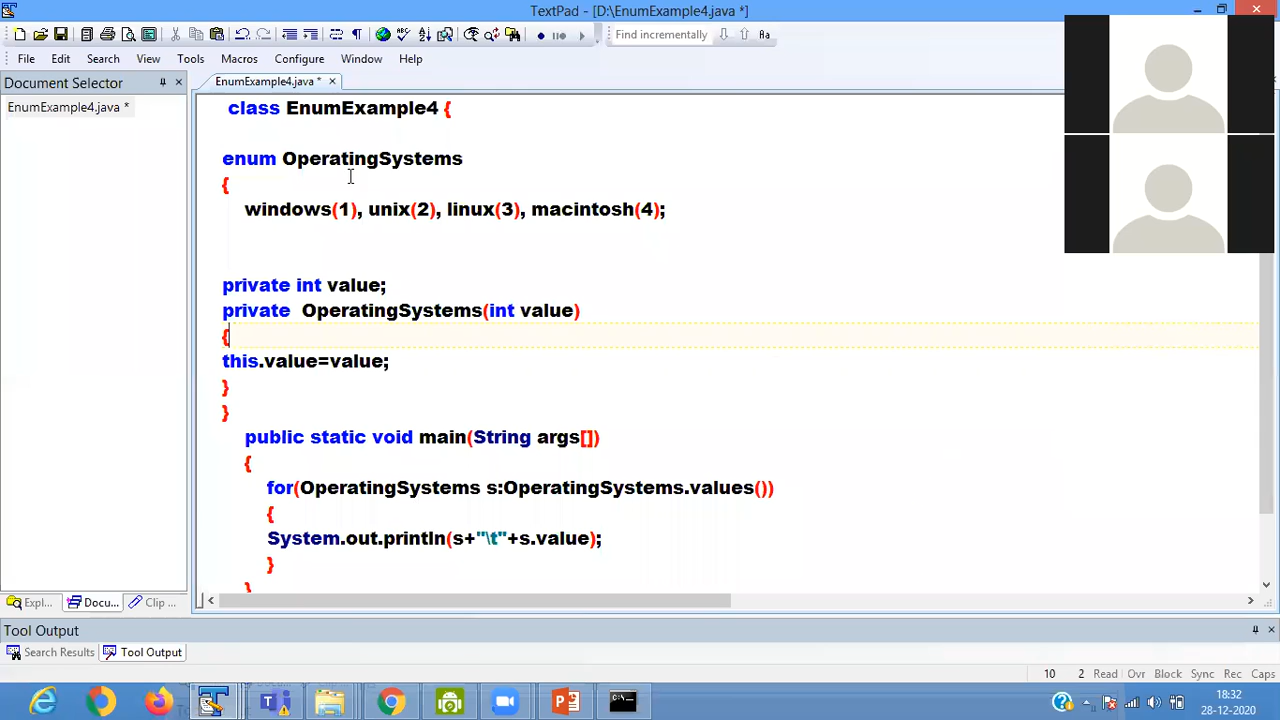 TextPad - [D:\EnumExample4.java *]
Find incrementally
File Edit Search View Tools Macros Configure Window Help
Document Selector
EnumExample4.java *
EnumExample4.java *
class EnumExample4 {
enum OperatingSystems
{
windows(1), unix(2), linux(3), macintosh(4);
private int value;
private OperatingSystems(int value)
{
this.value=value;
}
}
public static void main(String args[])
{
for(OperatingSystems s:OperatingSystems.values())
{
System.out.println(s+"\t"+s.value);
}
}
Expl... Docu... Clip ...
Tool Output
Search Results Tool Output
10 2 Read Ovr Block Sync Rec Caps
18:32
28-12-2020